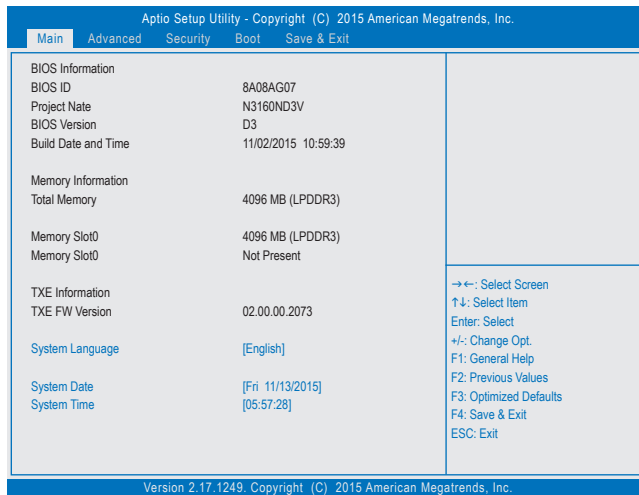 Aptio Setup Utility - Copyright (C) 2015 American Megatrends, Inc.
Main Advanced Security Boot Save & Exit
BIOS Information
BIOS ID 8A08AG07
Project Nate N3160ND3V
BIOS Version D3
Build Date and Time 11/02/2015 10:59:39
Memory Information
Total Memory 4096 MB (LPDDR3)
Memory Slot0 4096 MB (LPDDR3)
Memory Slot0 Not Present
TXE Information
TXE FW Version 02.00.00.2073
System Language [English]
System Date [Fri 11/13/2015]
System Time [05:57:28]
→←: Select Screen
↑↓: Select Item
Enter: Select
+/-: Change Opt.
F1: General Help
F2: Previous Values
F3: Optimized Defaults
F4: Save & Exit
ESC: Exit
Version 2.17.1249. Copyright (C) 2015 American Megatrends, Inc.